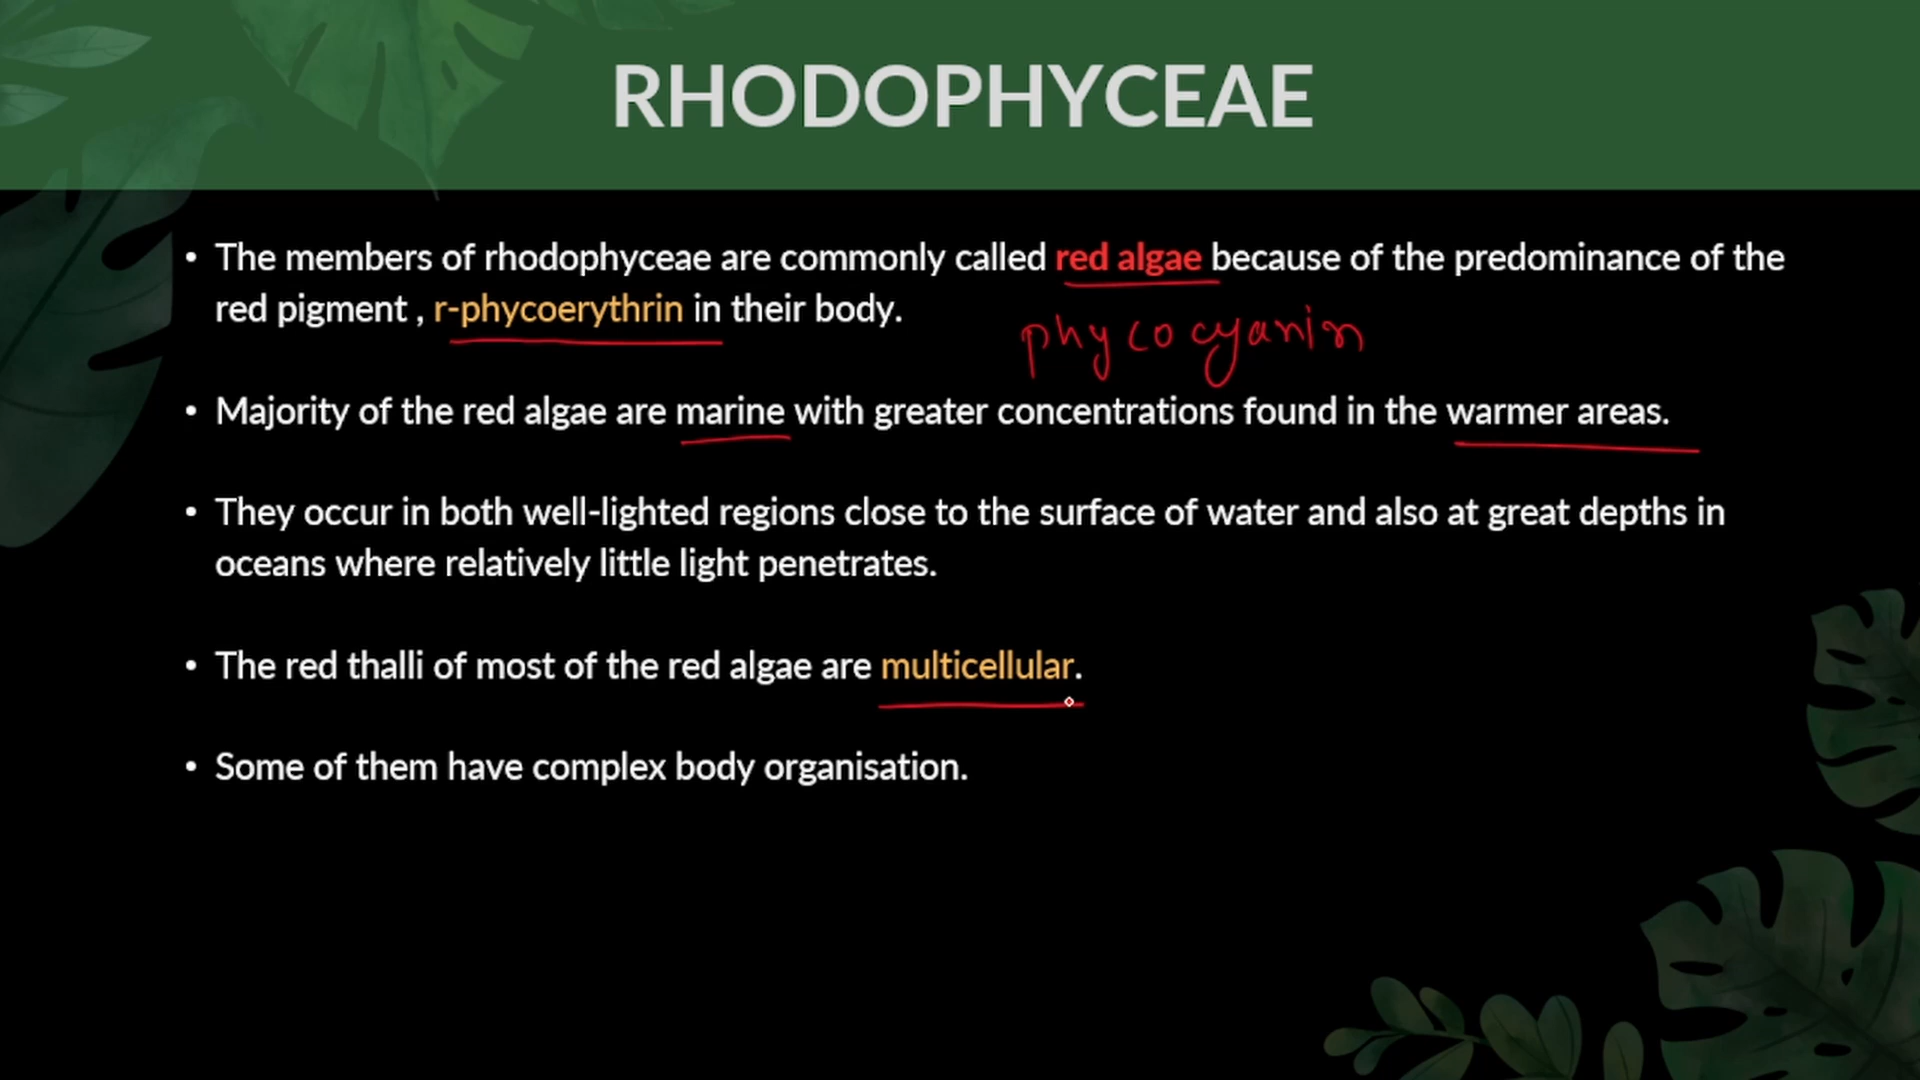 RHODOPHYCEAE
• The members of rhodophyceae are commonly called red algae because of the predominance of the
red pigment , r-phycoerythrin in their body.
phycocyanin
• Majority of the red algae are marine with greater concentrations found in the warmer areas.
• They occur in both well-lighted regions close to the surface of water and also at great depths in
oceans where relatively little light penetrates.
• The red thalli of most of the red algae are multicellular.
• Some of them have complex body organisation.